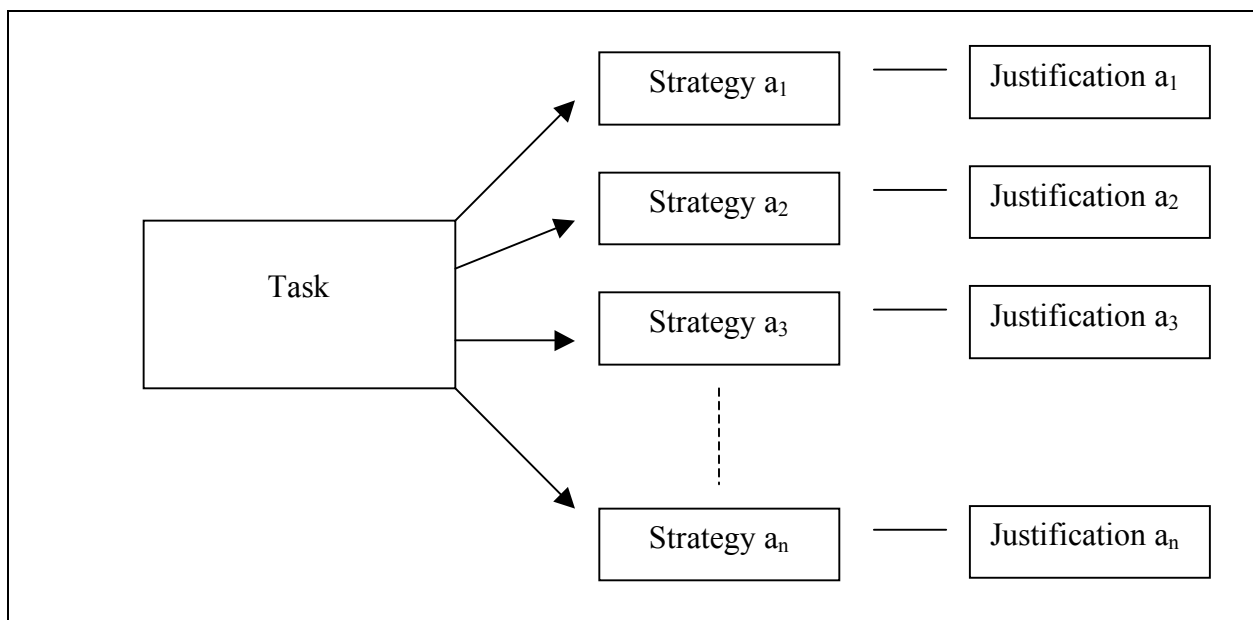 Strategy a₁
Justification a₁
Strategy a₂
Justification a₂
Task
Strategy a₃
Justification a₃
Strategy aₙ
Justification aₙ